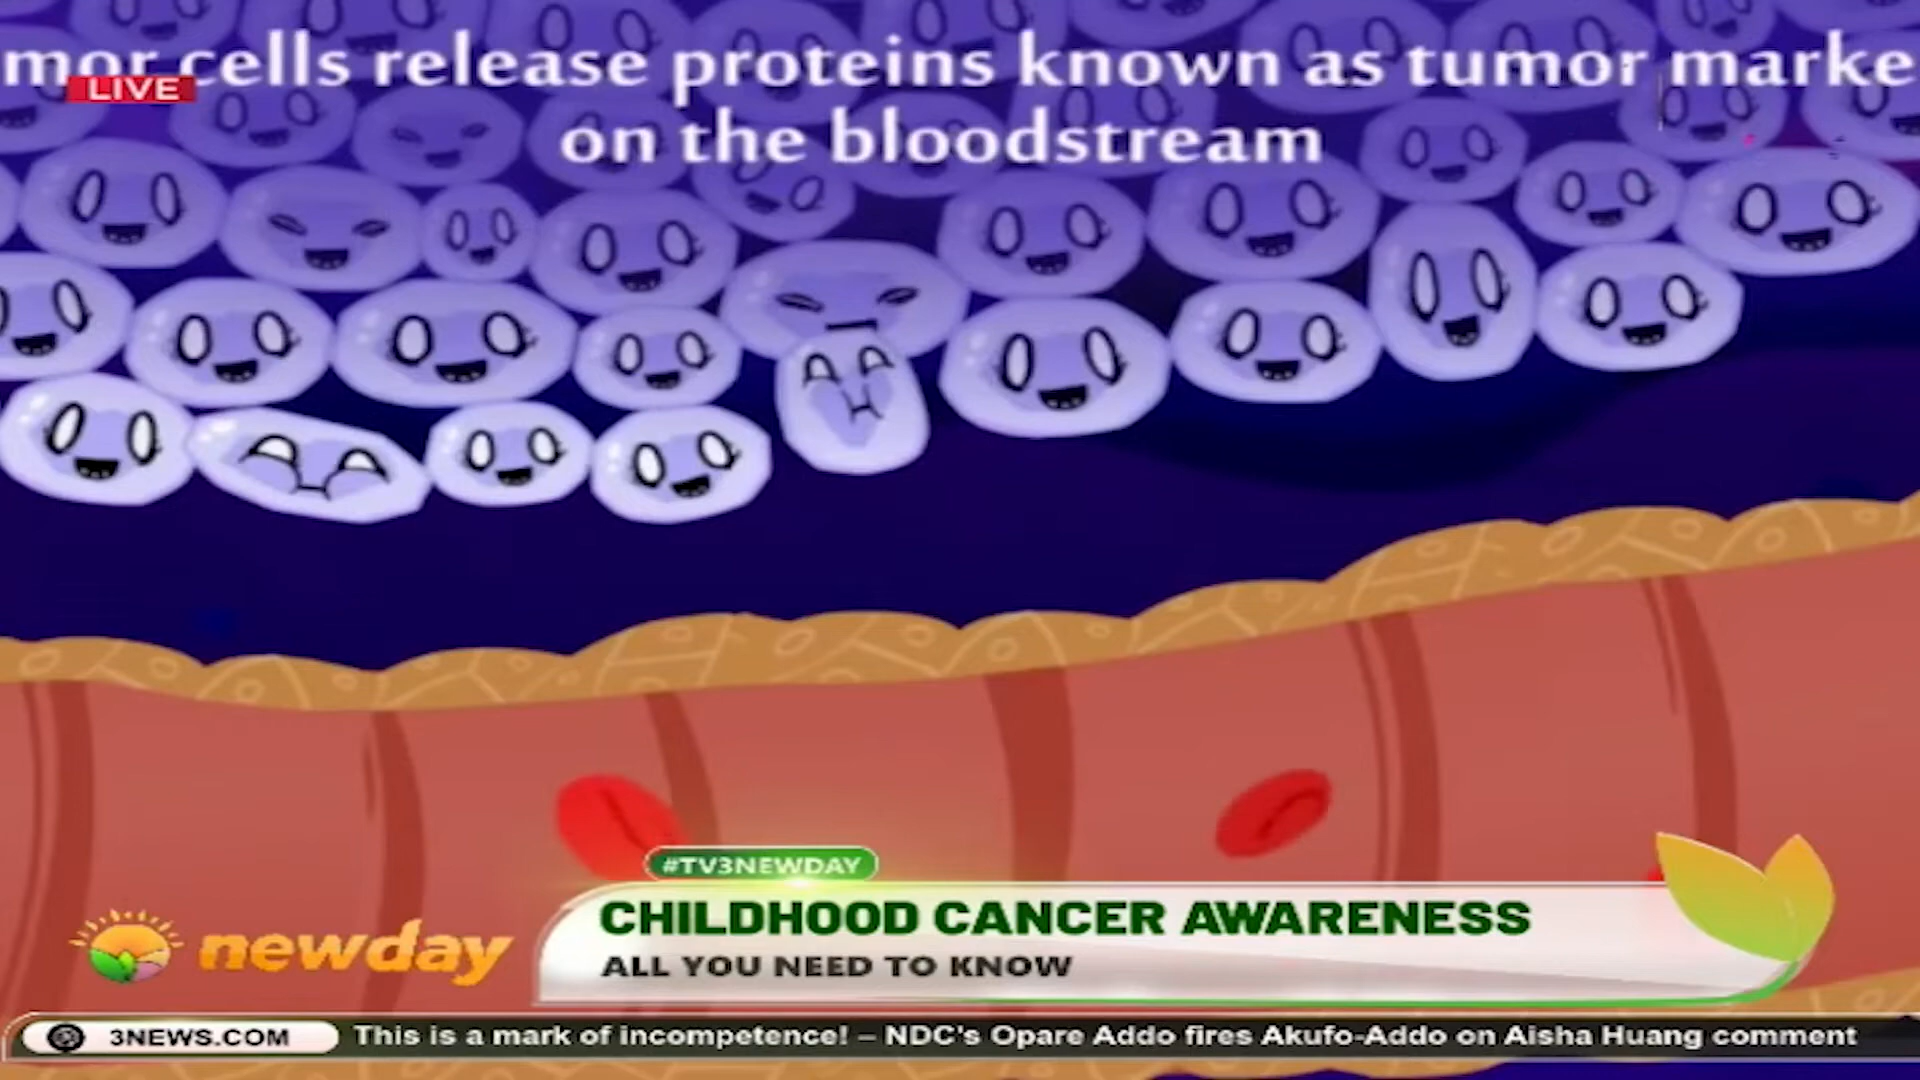 mor cells release proteins known as tumor marke
on the bloodstream
LIVE
#TV3NEWDAY
CHILDHOOD CANCER AWARENESS
ALL YOU NEED TO KNOW
newday
3NEWS.COM
This is a mark of incompetence! – NDC's Opare Addo fires Akufo-Addo on Aisha Huang comment